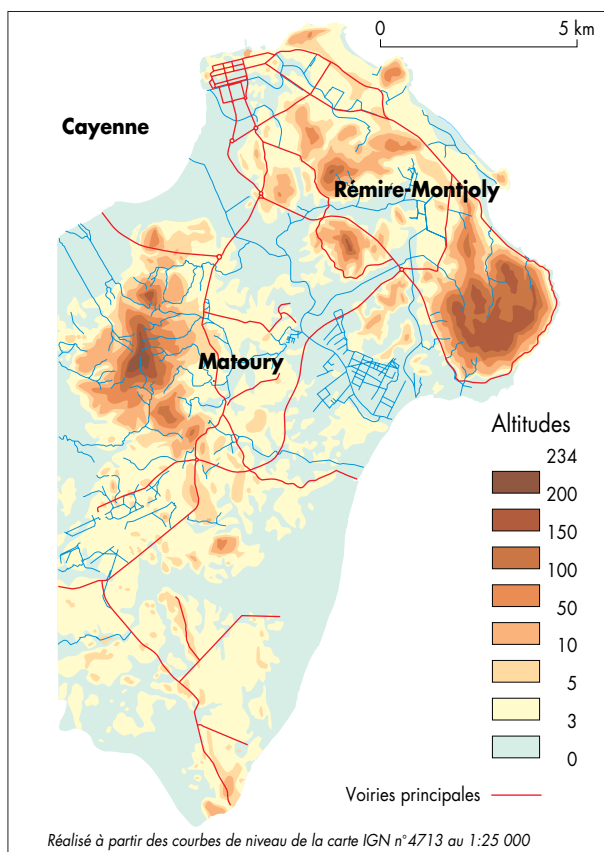 0 5 km
Cayenne
Rémire-Montjoly
Matoury
Altitudes
234
200
150
100
50
10
5
3
0
Voiries principales
Réalisé à partir des courbes de niveau de la carte IGN n°4713 au 1:25 000